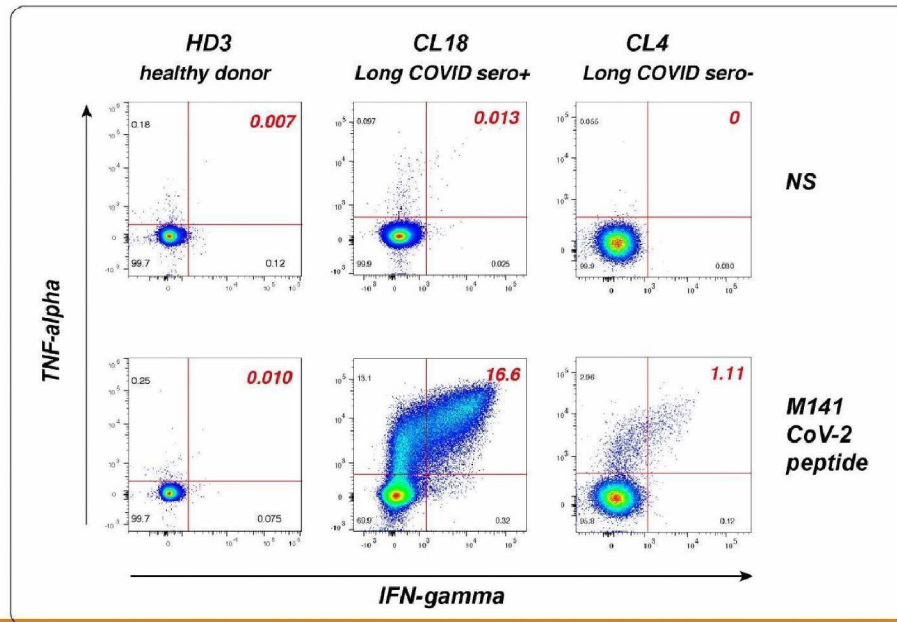 HD3
healthy donor
CL18
Long COVID sero+
CL4
Long COVID sero-
0.18
0.007
99.7
0.12
0.097
0.013
99.9
0.025
0.055
0
99.9
0.030
NS
0.25
0.010
99.7
0.075
13.1
16.6
69.9
0.32
2.96
1.11
95.8
0.12
M141
CoV-2
peptide
TNF-alpha
IFN-gamma